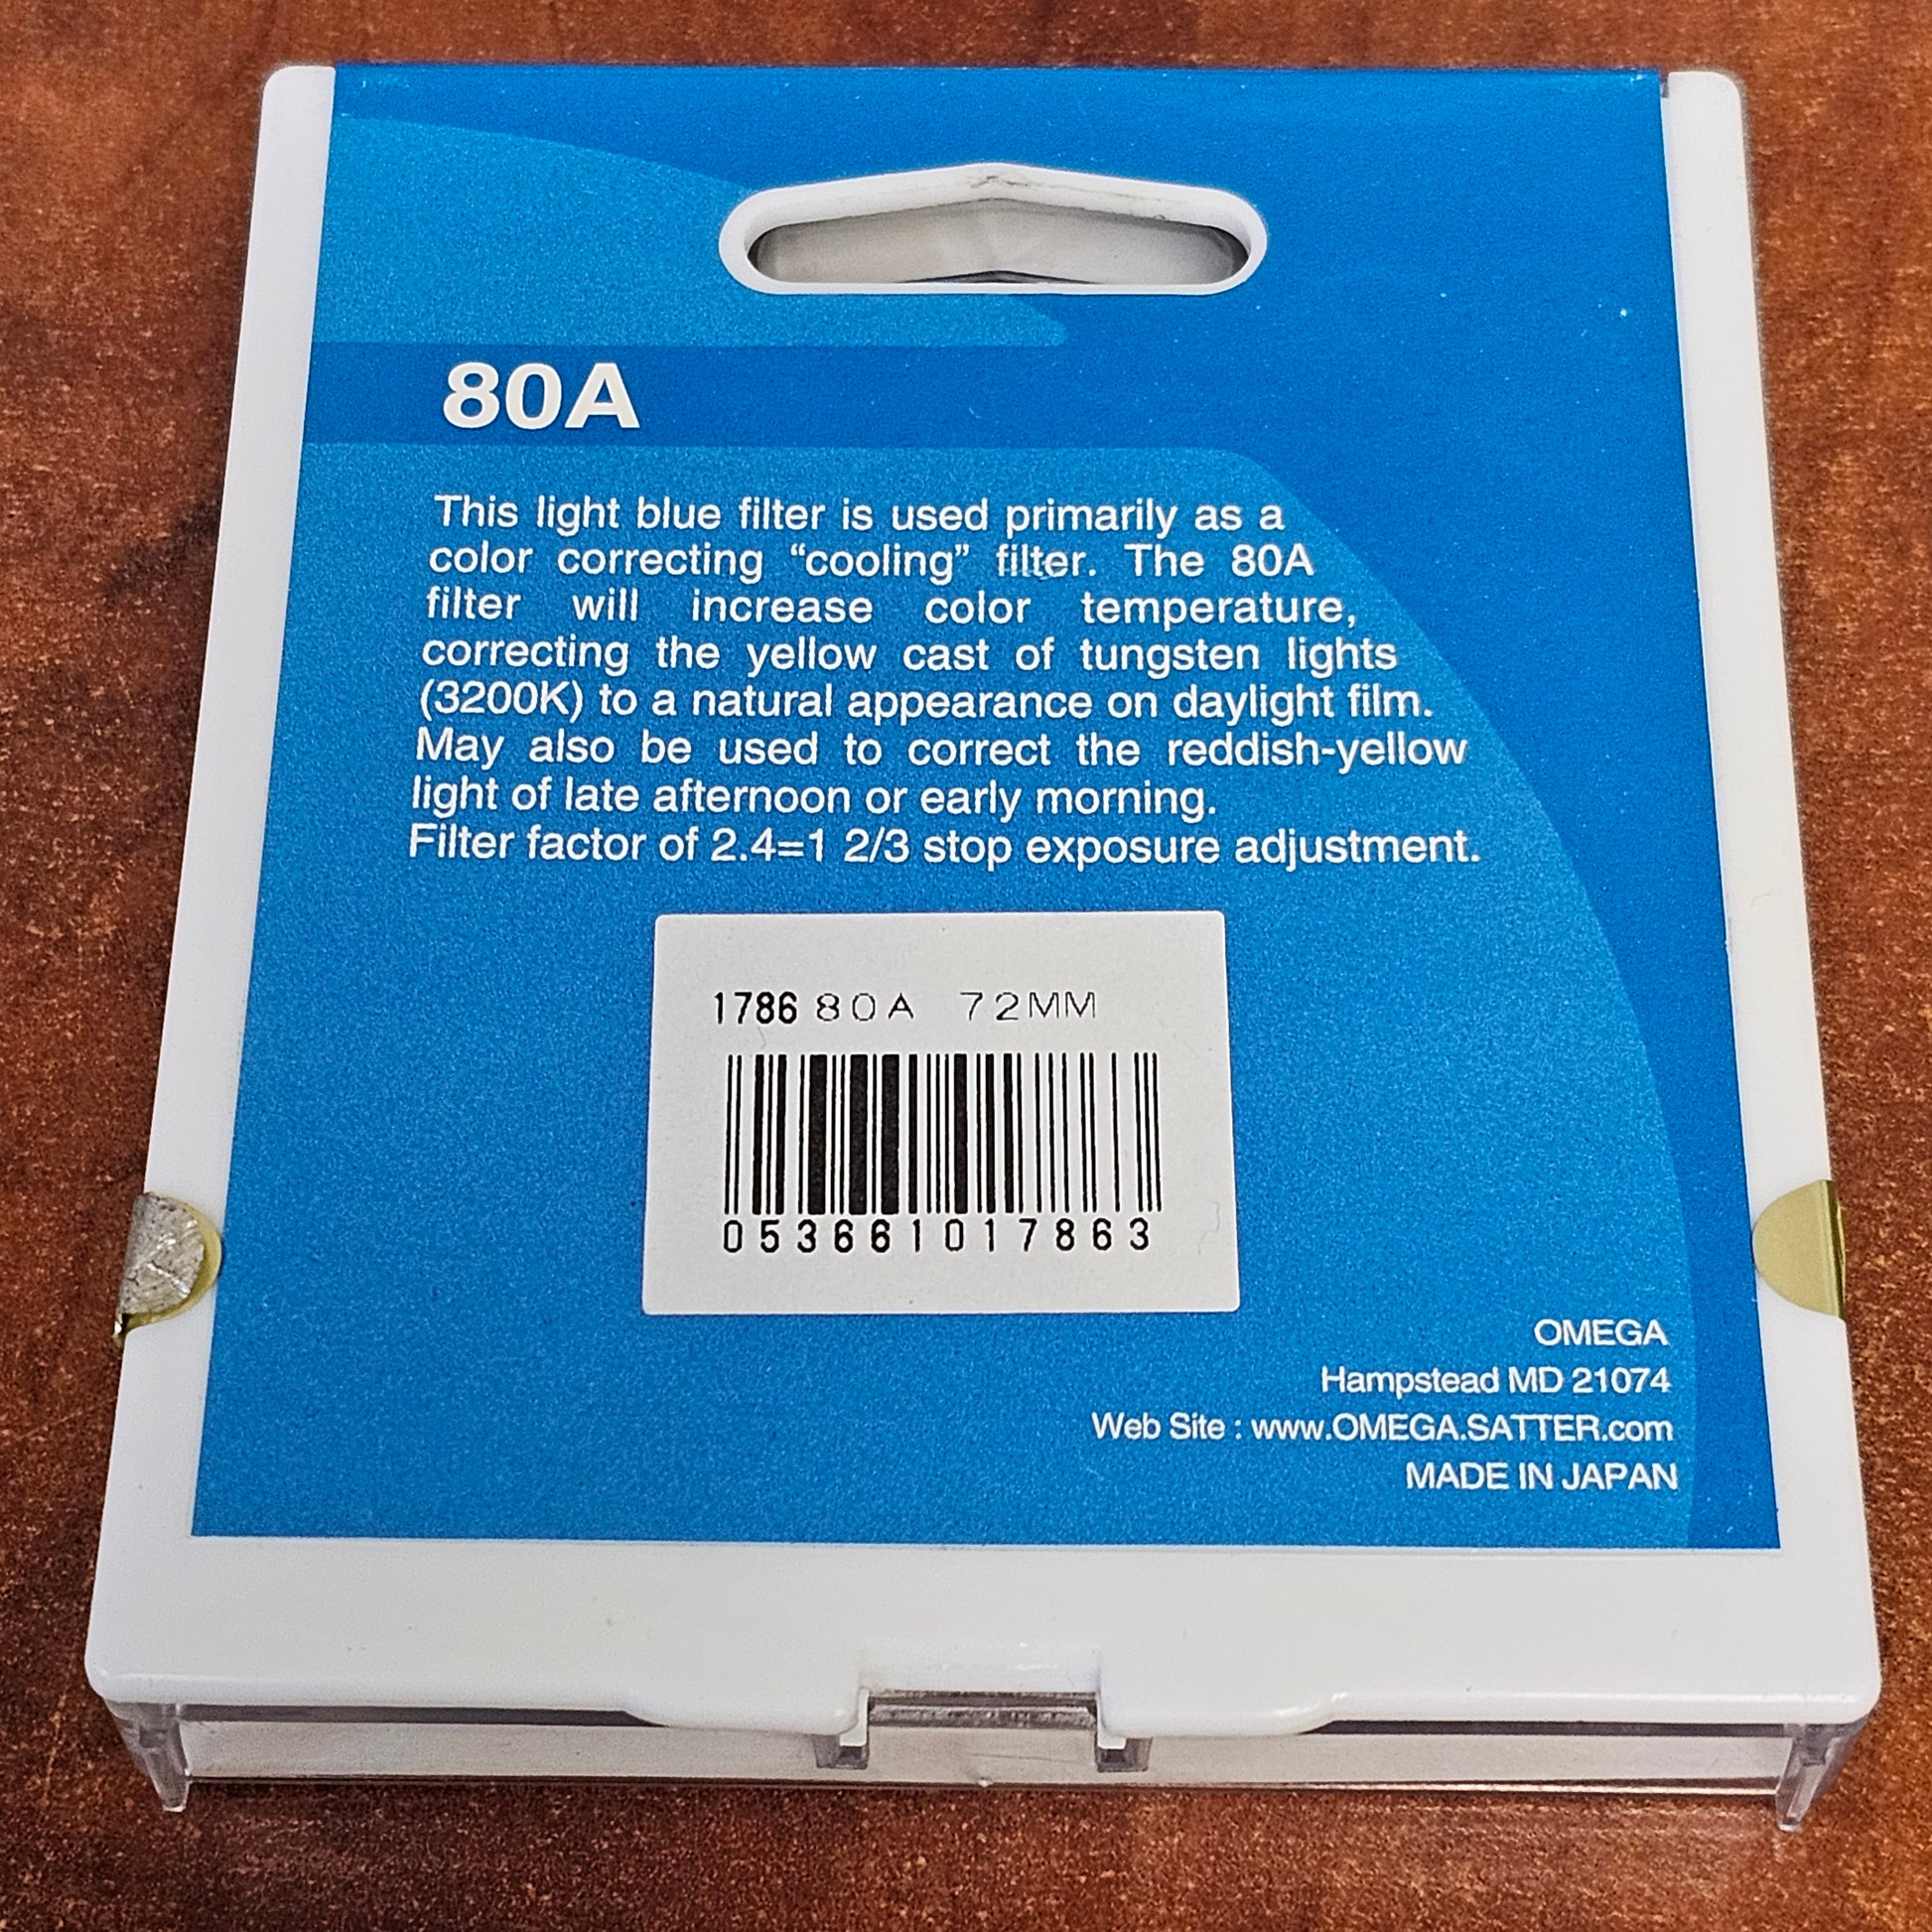 80A
This light blue filter is used primarily as a
color correcting “cooling” filter. The 80A
filter will increase color temperature,
correcting the yellow cast of tungsten lights
(3200K) to a natural appearance on daylight film.
May also be used to correct the reddish-yellow
light of late afternoon or early morning.
Filter factor of 2.4=1 2/3 stop exposure adjustment.
1786 80A 72MM
053661017863
OMEGA
Hampstead MD 21074
Web Site : www.OMEGA.SATTER.com
MADE IN JAPAN